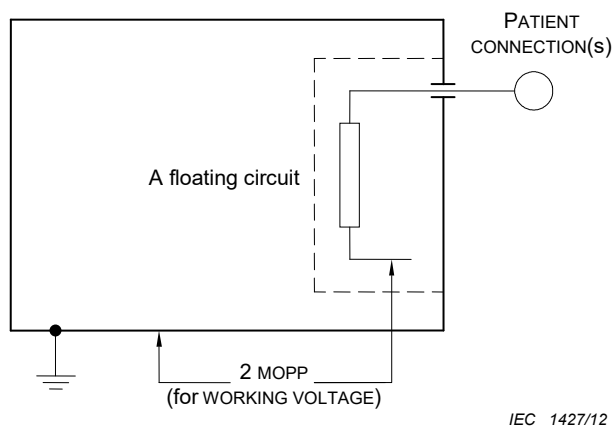 PATIENT
CONNECTION(s)
A floating circuit
2 MOPP
(for WORKING VOLTAGE)
IEC 1427/12